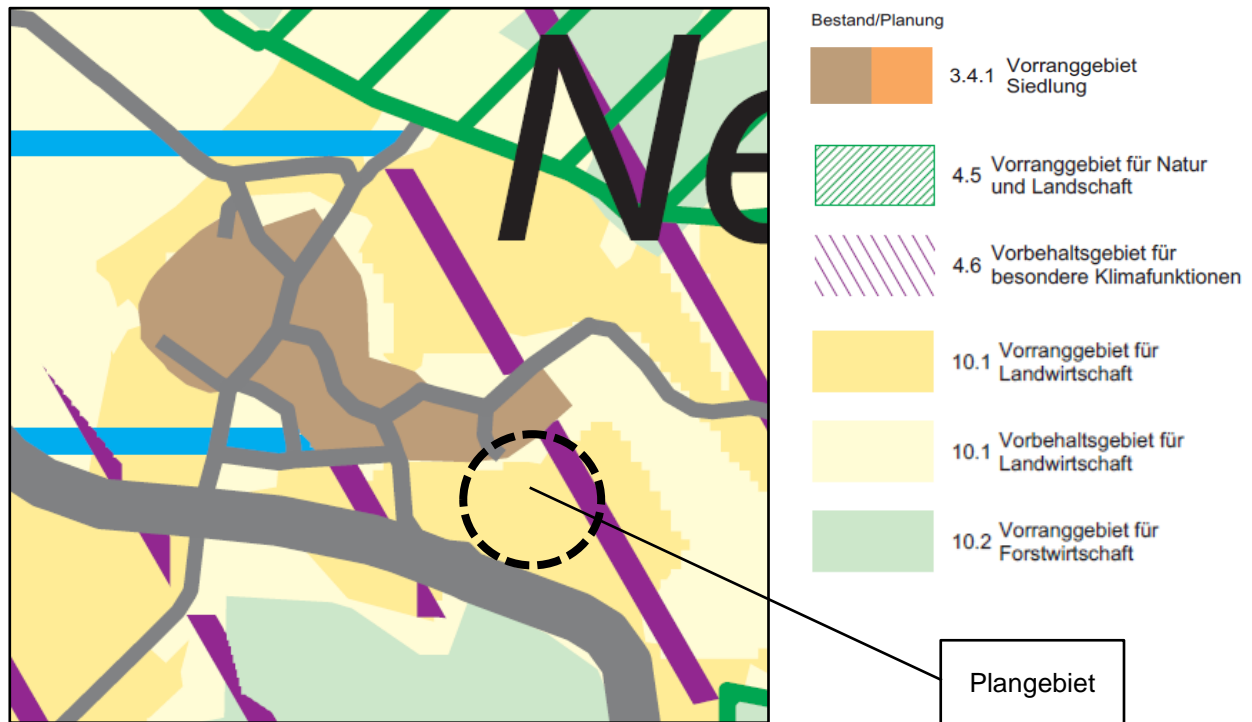 Ne
Bestand/Planung
3.4.1 Vorranggebiet
Siedlung
4.5 Vorranggebiet für Natur
und Landschaft
4.6 Vorbehaltsgebiet für
besondere Klimafunktionen
10.1 Vorranggebiet für
Landwirtschaft
10.1 Vorbehaltsgebiet für
Landwirtschaft
10.2 Vorranggebiet für
Forstwirtschaft
Plangebiet